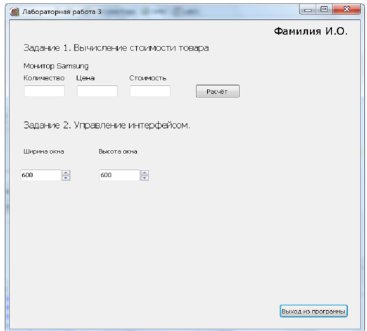 Лабораторная работа 3
Фамилия И.О.
Задание 1. Вычисление стоимости товара
Монитор Samsung
Количество Цена Стоимость
Расчёт
Задание 2. Управление интерфейсом.
Ширина окна Высота окна
600 600
Выход из программы